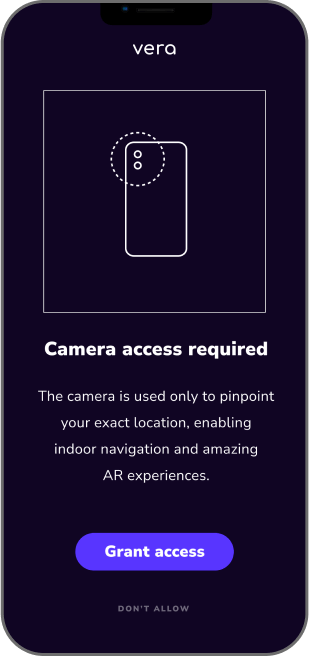 vera
Camera access required
The camera is used only to pinpoint
your exact location, enabling
indoor navigation and amazing
AR experiences.
Grant access
DON'T ALLOW